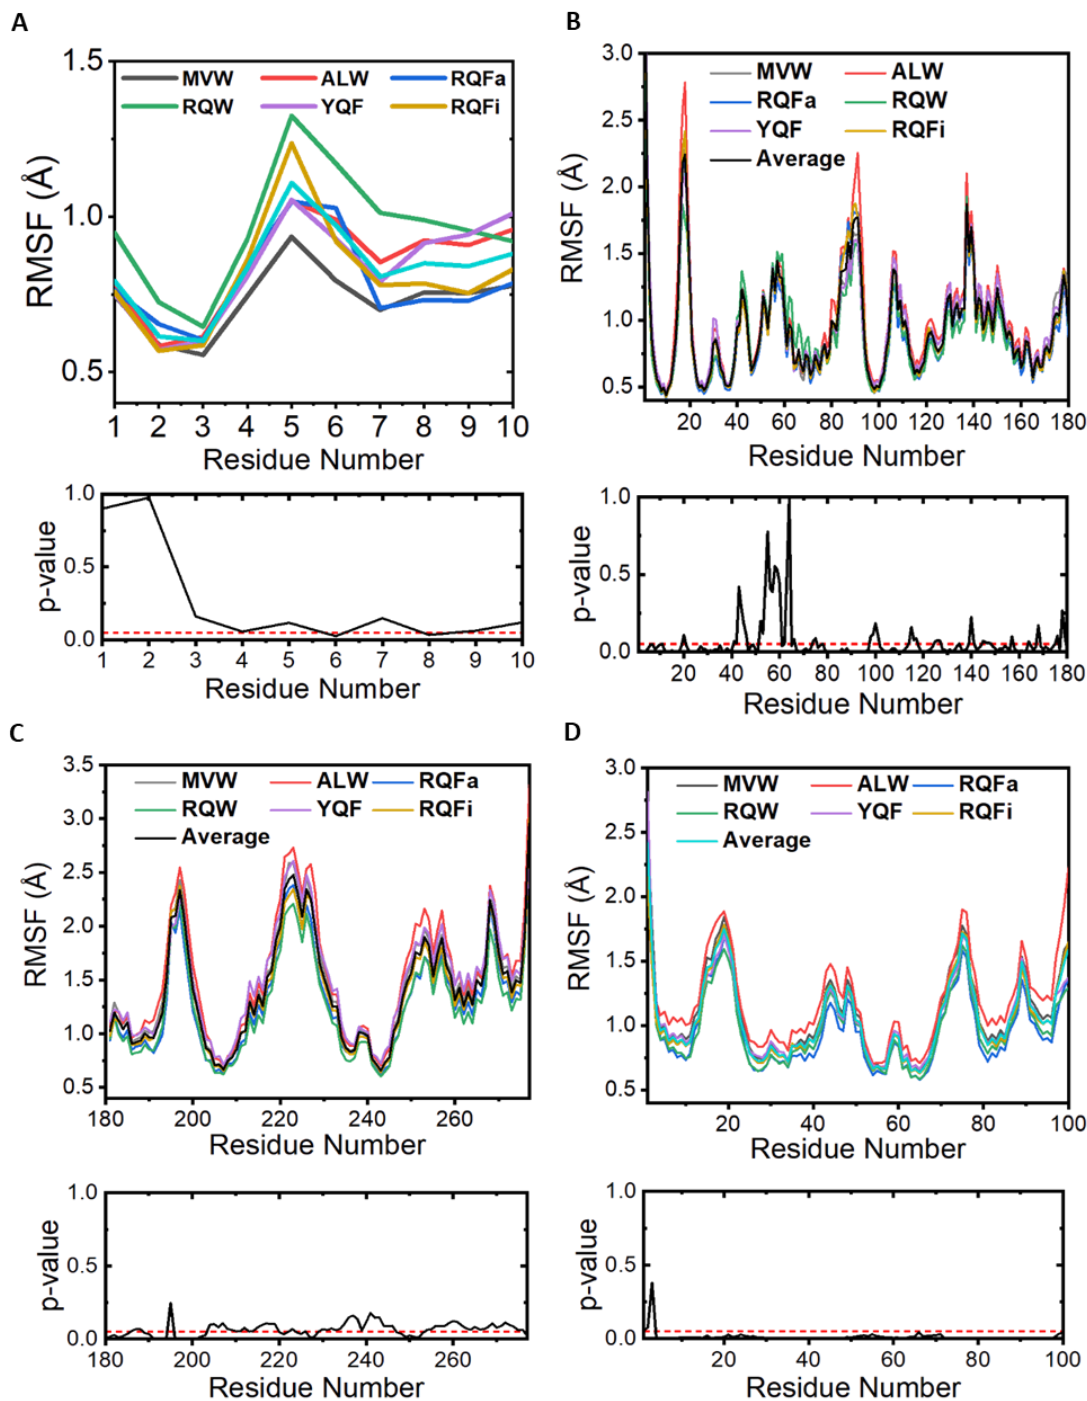 A
1.5
1.0
0.5
RMSF (Å)
MVW ALW RQFa
RQW YQF RQFi
1 2 3 4 5 6 7 8 9 10
Residue Number
1.0
0.5
0.0
p-value
1 2 3 4 5 6 7 8 9 10
Residue Number
B
3.0
2.5
2.0
1.5
1.0
0.5
RMSF (Å)
MVW ALW
RQFa RQW
YQF RQFi
Average
20 40 60 80 100 120 140 160 180
Residue Number
1.0
0.5
0.0
p-value
20 40 60 80 100 120 140 160 180
Residue Number
C
3.5
3.0
2.5
2.0
1.5
1.0
0.5
RMSF (Å)
MVW ALW RQFa
RQW YQF RQFi
Average
180 200 220 240 260
Residue Number
1.0
0.5
0.0
p-value
180 200 220 240 260
Residue Number
D
3.0
2.5
2.0
1.5
1.0
0.5
RMSF (Å)
MVW ALW RQFa
RQW YQF RQFi
Average
20 40 60 80 100
Residue Number
1.0
0.5
0.0
p-value
20 40 60 80 100
Residue Number